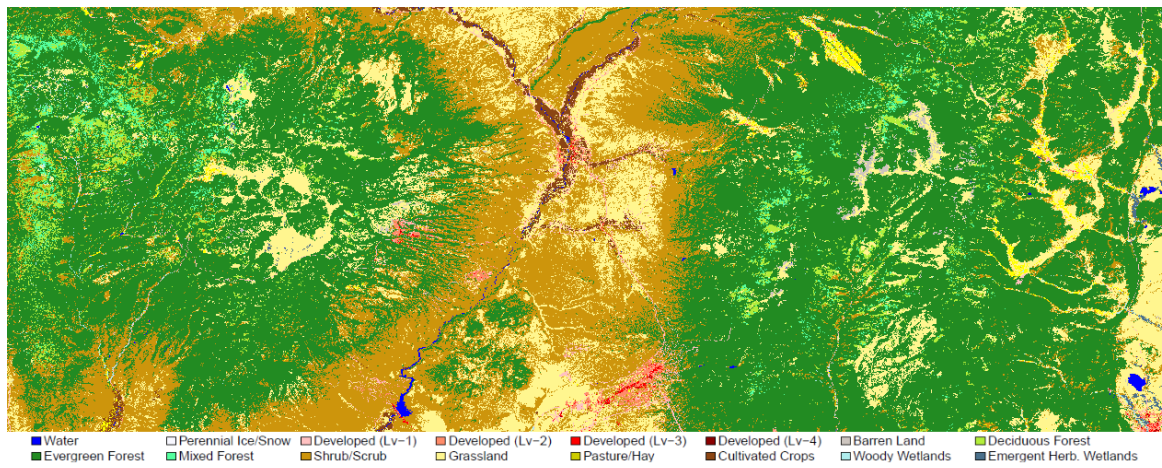 Water Perennial Ice/Snow Developed (Lv−1) Developed (Lv−2) Developed (Lv−3) Developed (Lv−4) Barren Land Deciduous Forest
Evergreen Forest Mixed Forest Shrub/Scrub Grassland Pasture/Hay Cultivated Crops Woody Wetlands Emergent Herb. Wetlands